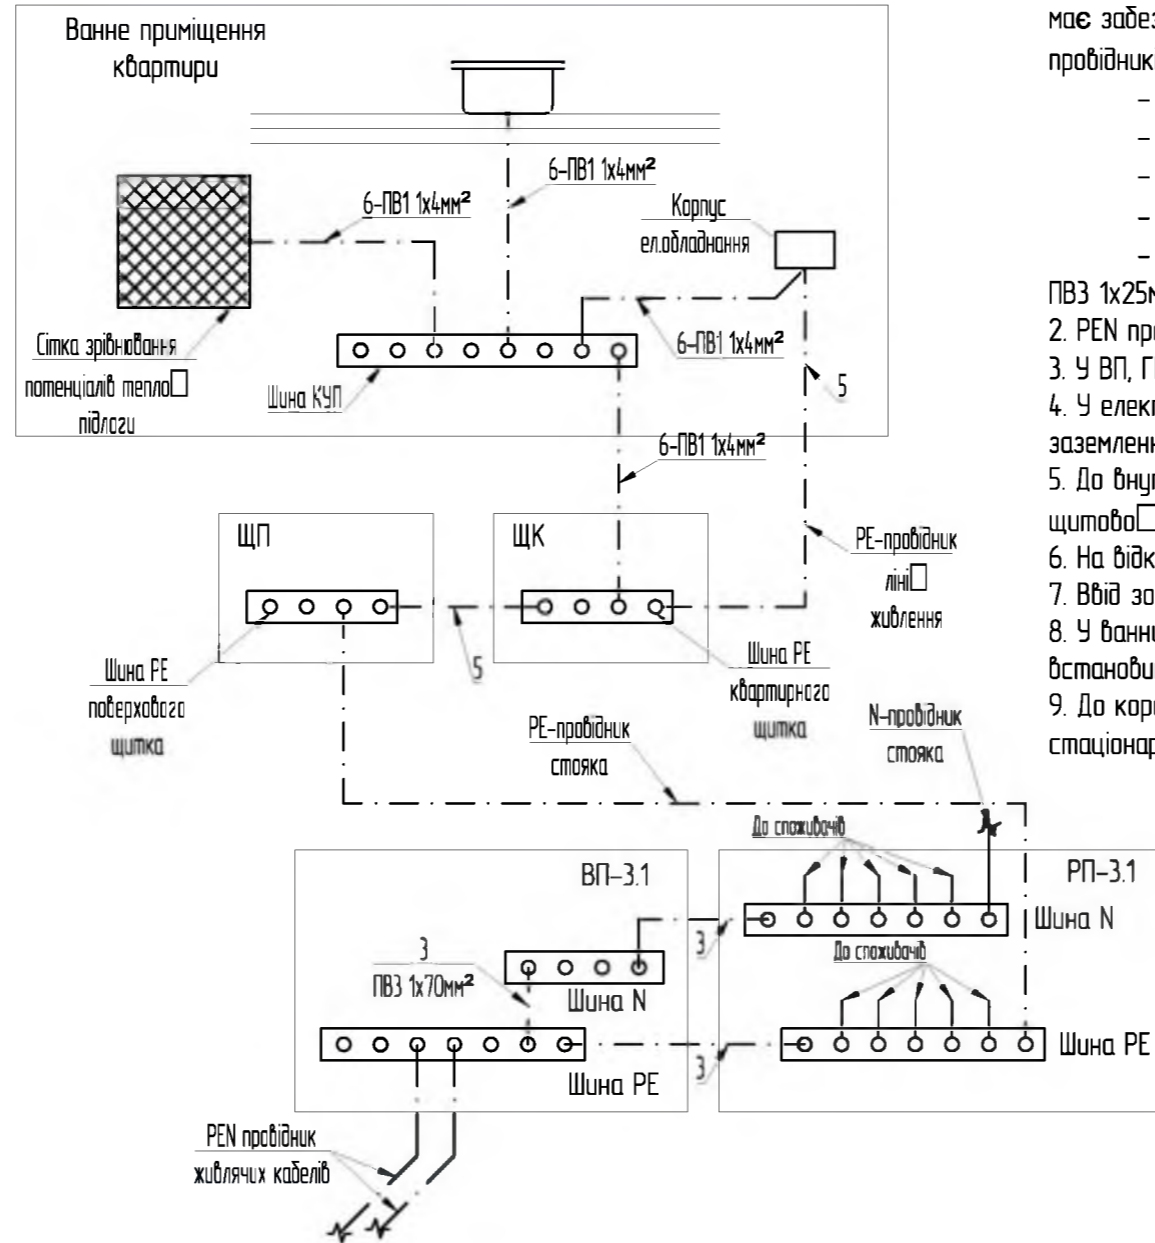 Ванне приміщення
квартири
6-ПВ1 1х4мм²
6-ПВ1 1х4мм²
Корпус
ел.обладнання
6-ПВ1 1х4мм²
5
Сітка зрівнювання
потенціалів тепло□
підлоги
Шина КУП
6-ПВ1 1х4мм²
ЩП
ЩК
PE-провідник
ліні□
живлення
5
Шина PE
поверхового
щитка
Шина PE
квартирного
щитка
PE-провідник
стояка
N-провідник
стояка
До споживачів
ВП-3.1
РП-3.1
Шина N
3
3
ПВ3 1х70мм²
До споживачів
Шина N
Шина PE
3
Шина PE
PEN провідник
живлячих кабелів
має забез
провідник
-
-
-
-
-
ПВ3 1х25м
2. PEN про
3. У ВП, Г
4. У елек
заземленн
5. До вну
щитово□
6. На відк
7. Ввід за
8. У ванн
встанови
9. До кор
стаціонар